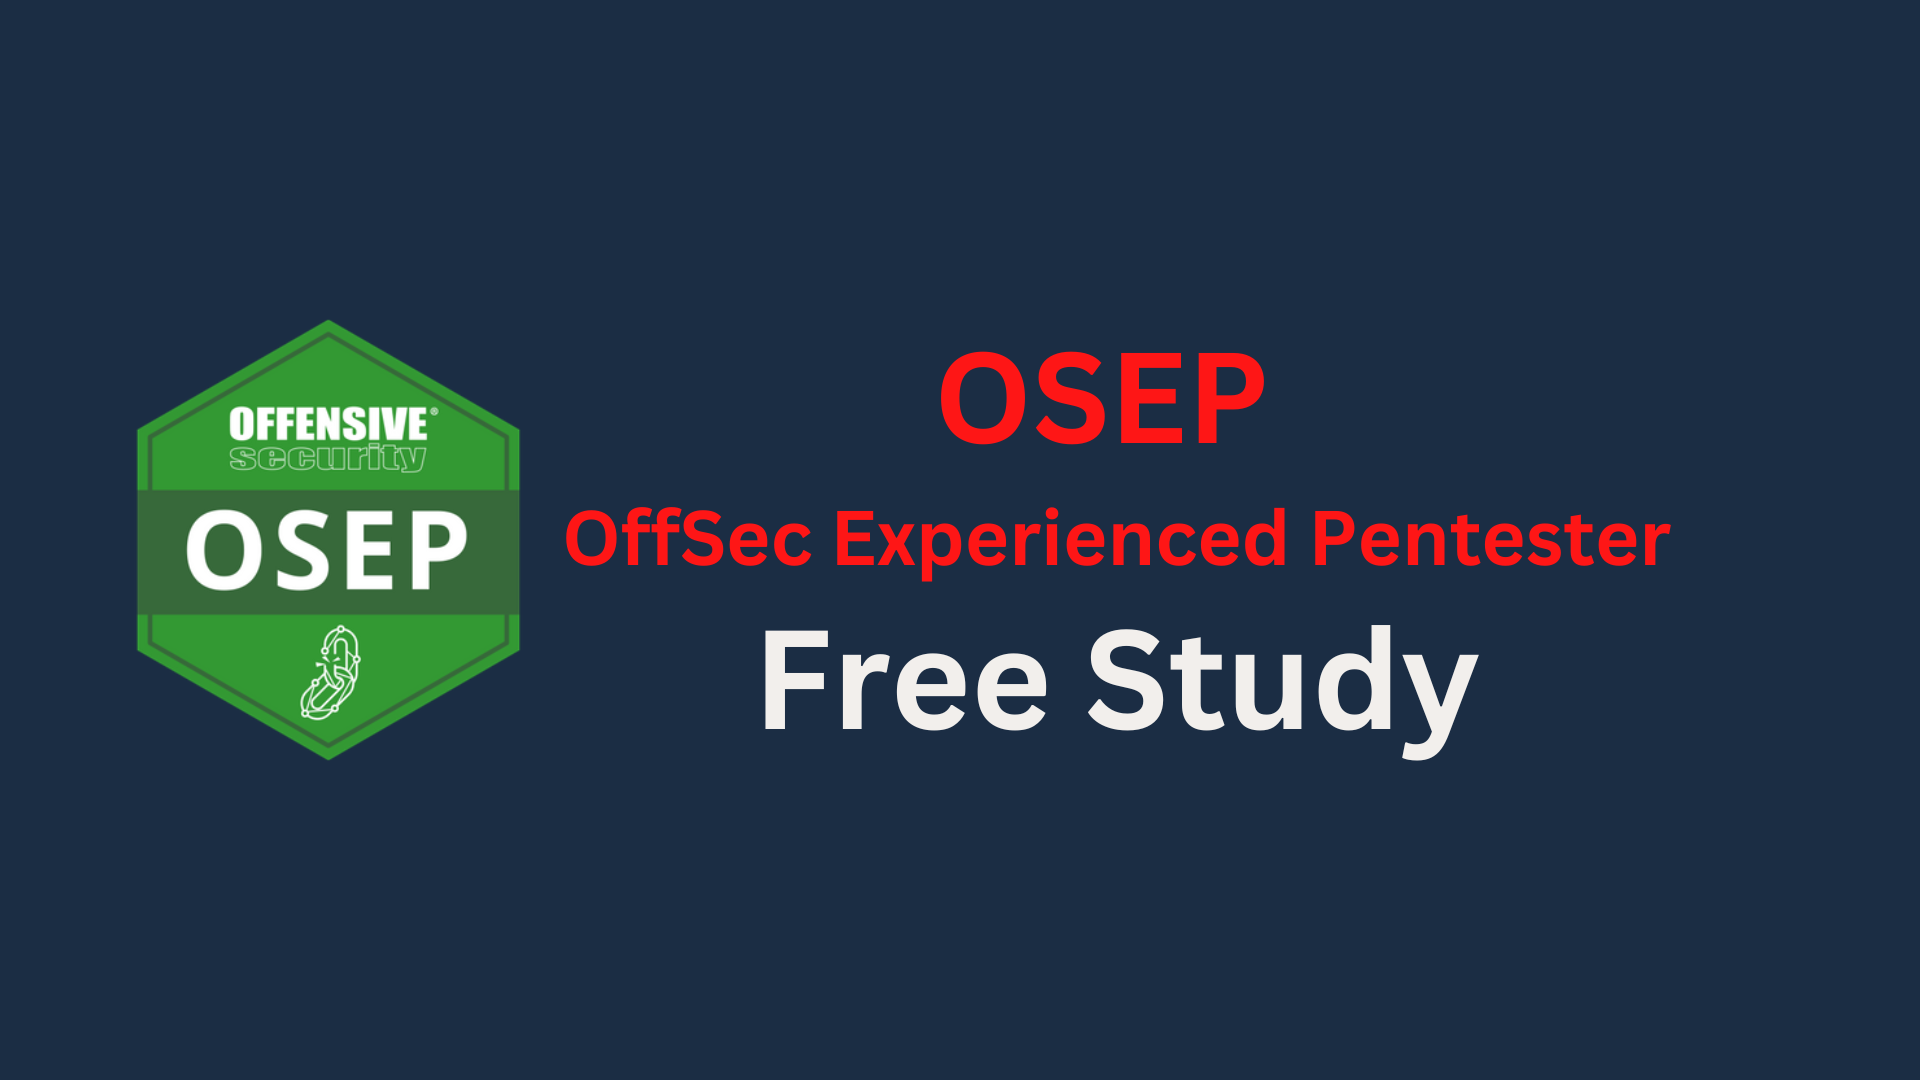 OFFENSIVE®
security
OSEP
OSEP
OffSec Experienced Pentester
Free Study